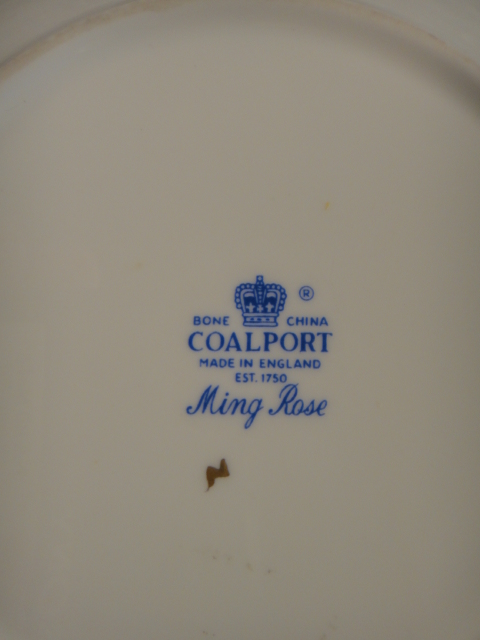 ®
BONE CHINA
COALPORT
MADE IN ENGLAND
EST. 1750
Ming Rose